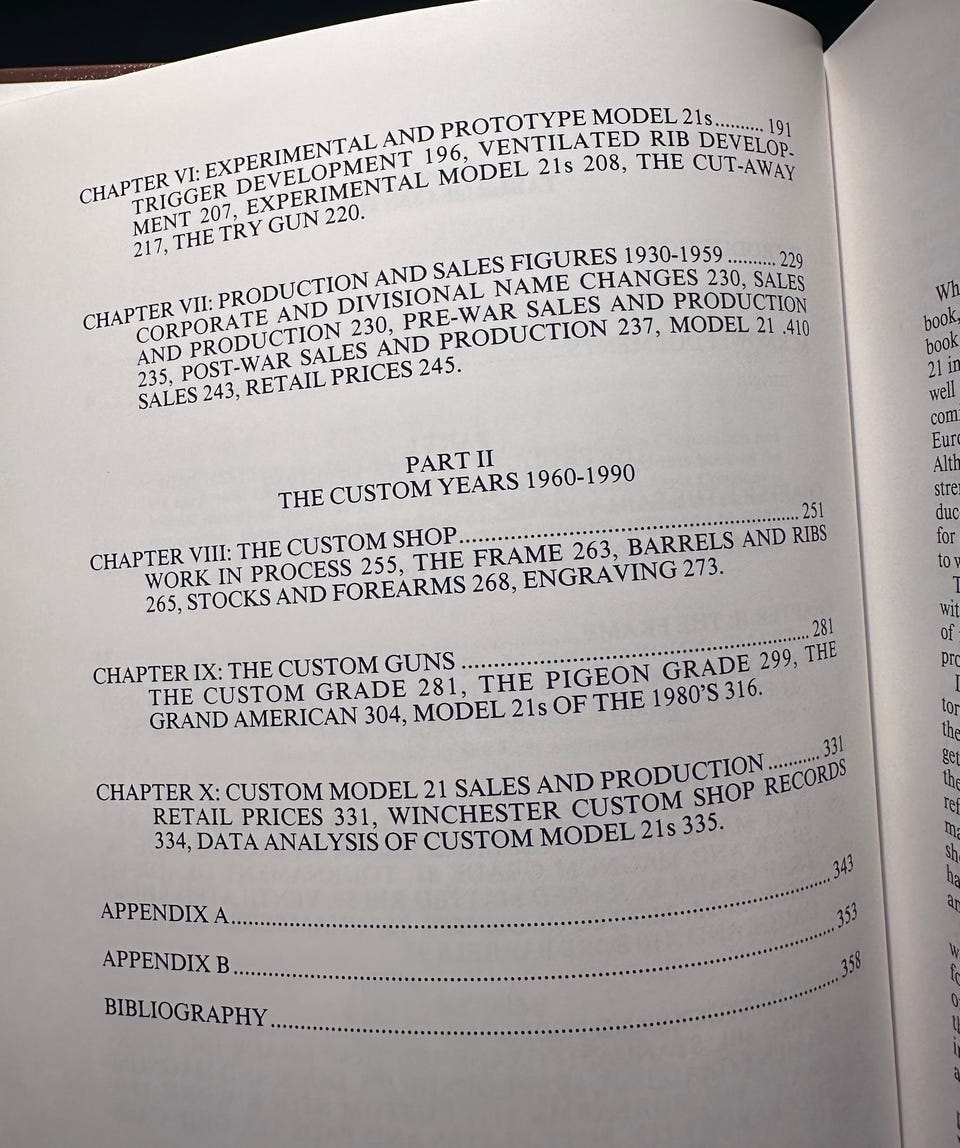 CHAPTER VI: EXPERIMENTAL AND PROTOTYPE MODEL 21s.......... 191
TRIGGER DEVELOPMENT 196, VENTILATED RIB DEVELOP-
MENT 207, EXPERIMENTAL MODEL 21s 208, THE CUT-AWAY
217, THE TRY GUN 220.
CHAPTER VII: PRODUCTION AND SALES FIGURES 1930-1959 .......... 229
CORPORATE AND DIVISIONAL NAME CHANGES 230, SALES
AND PRODUCTION 230, PRE-WAR SALES AND PRODUCTION
235, POST-WAR SALES AND PRODUCTION 237, MODEL 21 .410
SALES 243, RETAIL PRICES 245.
PART II
THE CUSTOM YEARS 1960-1990
CHAPTER VIII: THE CUSTOM SHOP.......... 251
WORK IN PROCESS 255, THE FRAME 263, BARRELS AND RIBS
265, STOCKS AND FOREARMS 268, ENGRAVING 273.
CHAPTER IX: THE CUSTOM GUNS .......... 281
THE CUSTOM GRADE 281, THE PIGEON GRADE 299, THE
GRAND AMERICAN 304, MODEL 21s OF THE 1980'S 316.
CHAPTER X: CUSTOM MODEL 21 SALES AND PRODUCTION .......... 331
RETAIL PRICES 331, WINCHESTER CUSTOM SHOP RECORDS
334, DATA ANALYSIS OF CUSTOM MODEL 21s 335.
APPENDIX A.......... 343
APPENDIX B.......... 353
BIBLIOGRAPHY.......... 358
book,
book
21 in
well
for
of